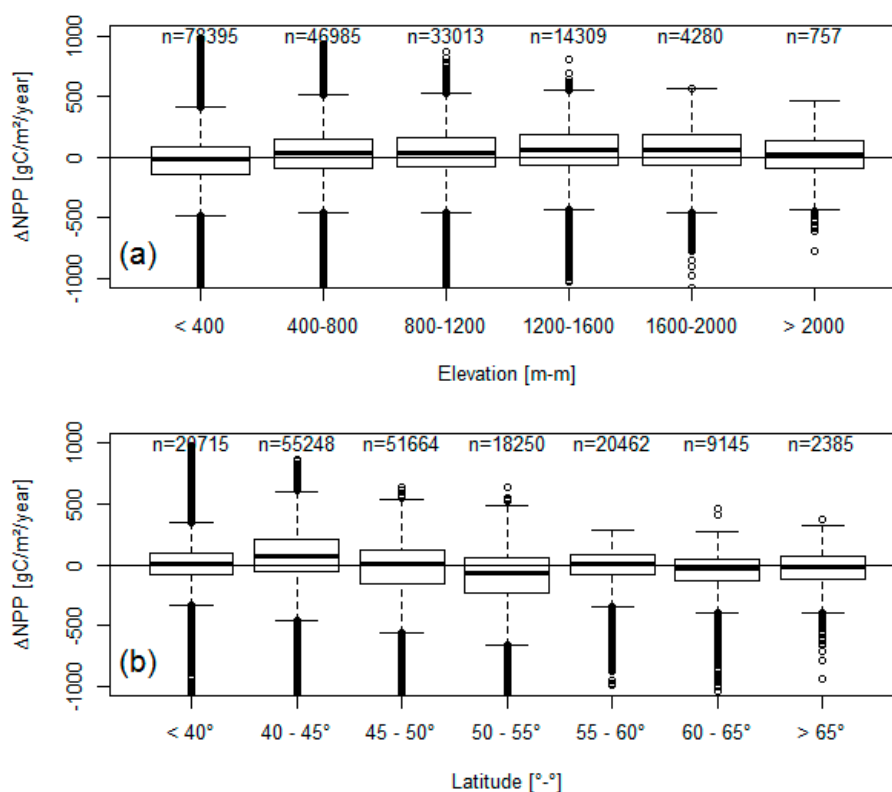 n=78395 n=46985 n=33013 n=14309 n=4280 n=757
1000
500
0
-500
-1000
ΔNPP [gC/m²/year]
(a)
< 400 400-800 800-1200 1200-1600 1600-2000 > 2000
Elevation [m-m]
n=20715 n=55248 n=51664 n=18250 n=20462 n=9145 n=2385
1000
500
0
-500
-1000
ΔNPP [gC/m²/year]
(b)
< 40° 40 - 45° 45 - 50° 50 - 55° 55 - 60° 60 - 65° > 65°
Latitude [°-°]